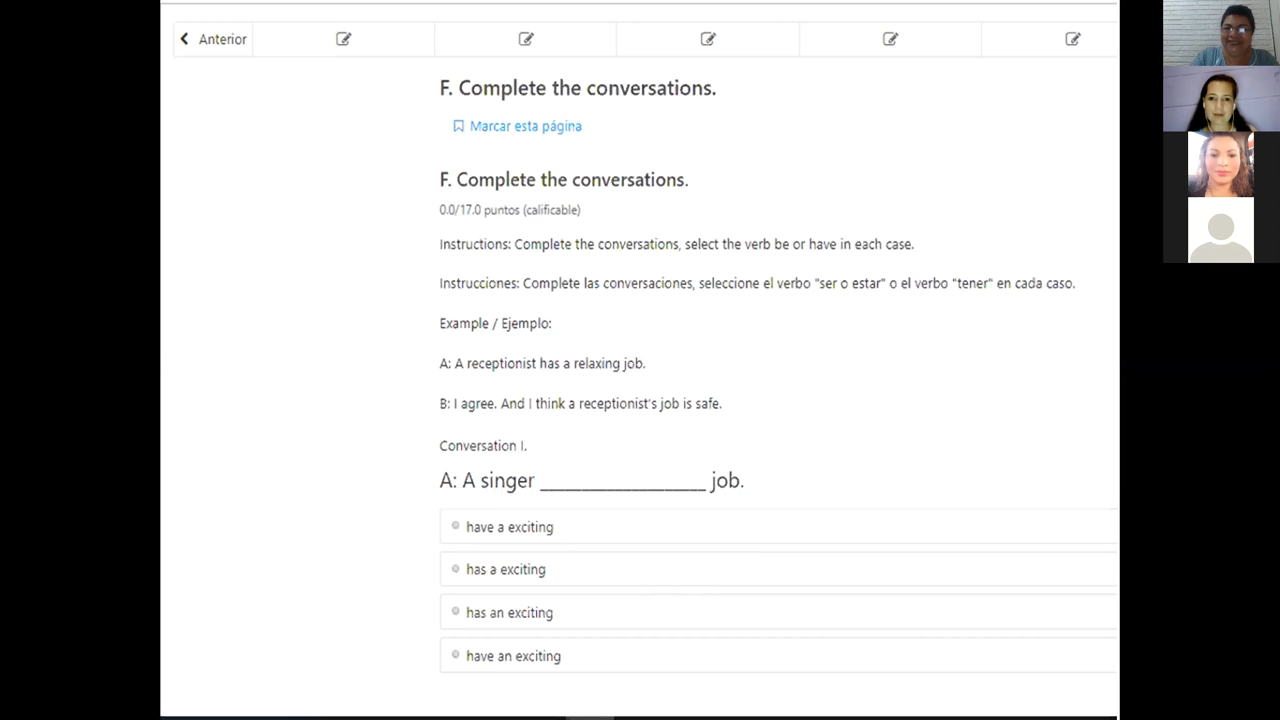 Anterior
F. Complete the conversations.
Marcar esta página
F. Complete the conversations.
0.0/17.0 puntos (calificable)
Instructions: Complete the conversations, select the verb be or have in each case.
Instrucciones: Complete las conversaciones, seleccione el verbo "ser o estar" o el verbo "tener" en cada caso.
Example / Ejemplo:
A: A receptionist has a relaxing job.
B: I agree. And I think a receptionist's job is safe.
Conversation I.
A: A singer ____________________ job.
have a exciting
has a exciting
has an exciting
have an exciting